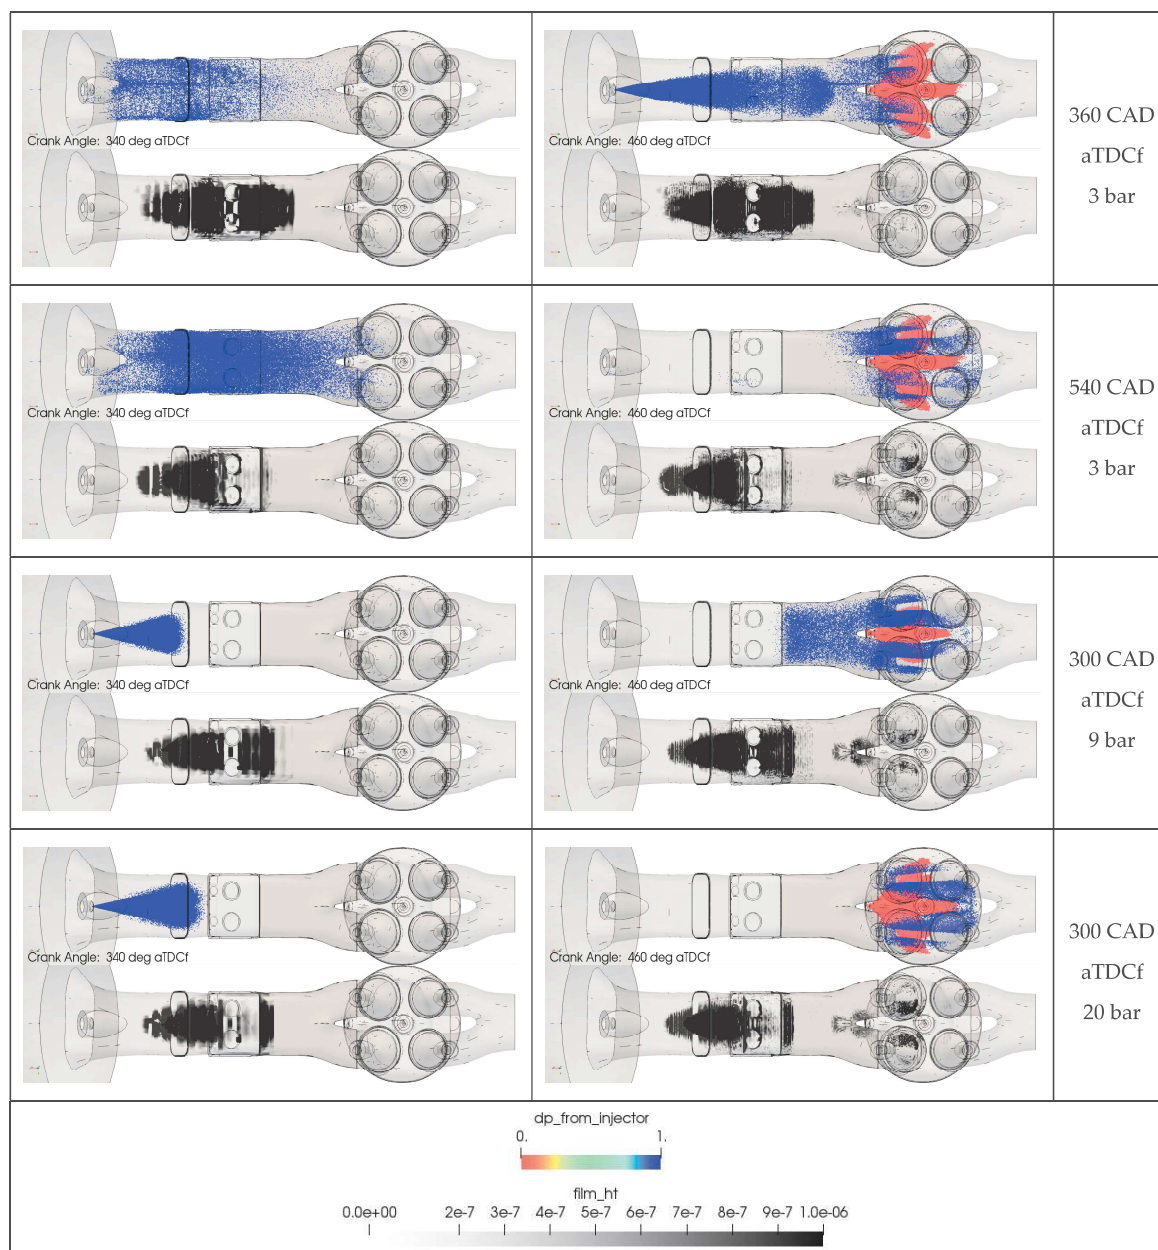 Crank Angle: 340 deg aTDCf
Crank Angle: 460 deg aTDCf
360 CAD
aTDCf
3 bar
Crank Angle: 340 deg aTDCf
Crank Angle: 460 deg aTDCf
540 CAD
aTDCf
3 bar
Crank Angle: 340 deg aTDCf
Crank Angle: 460 deg aTDCf
300 CAD
aTDCf
9 bar
Crank Angle: 340 deg aTDCf
Crank Angle: 460 deg aTDCf
300 CAD
aTDCf
20 bar
dp_from_injector
0. 1.
film_ht
0.0e+00 2e-7 3e-7 4e-7 5e-7 6e-7 7e-7 8e-7 9e-7 1.0e-06